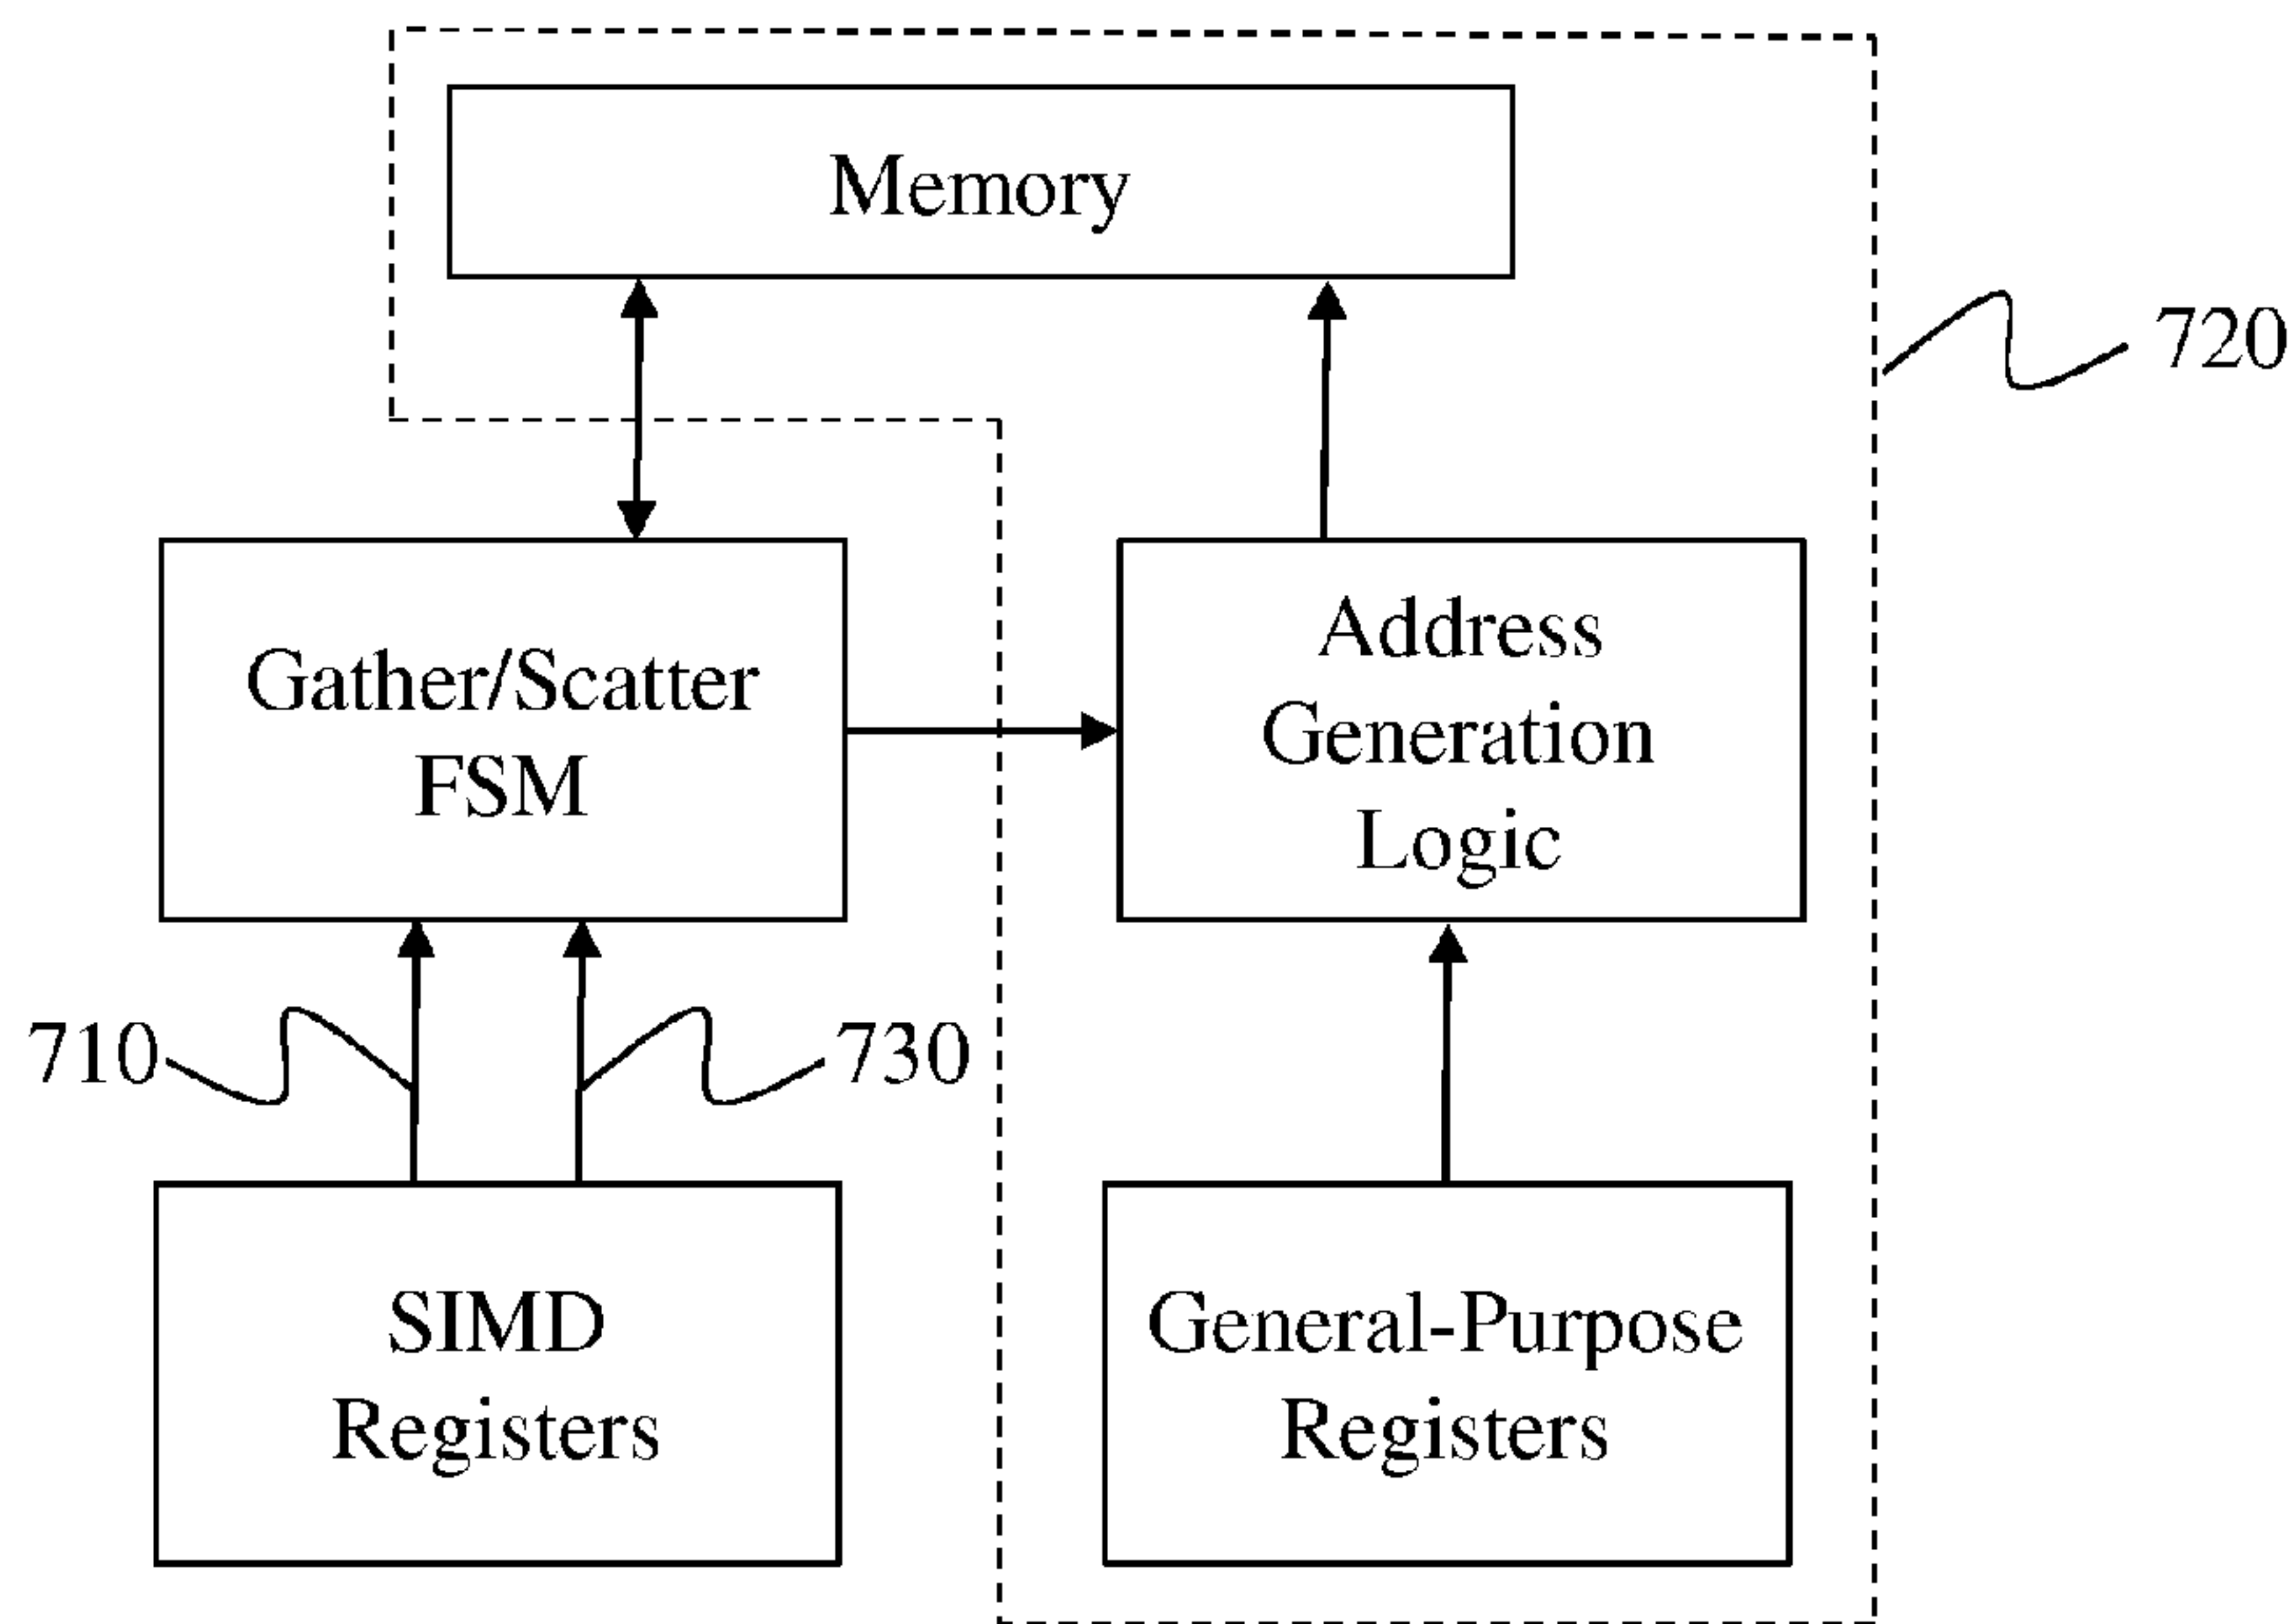 Memory
720
Gather/Scatter
FSM
Address
Generation
Logic
710
730
SIMD
Registers
General-Purpose
Registers